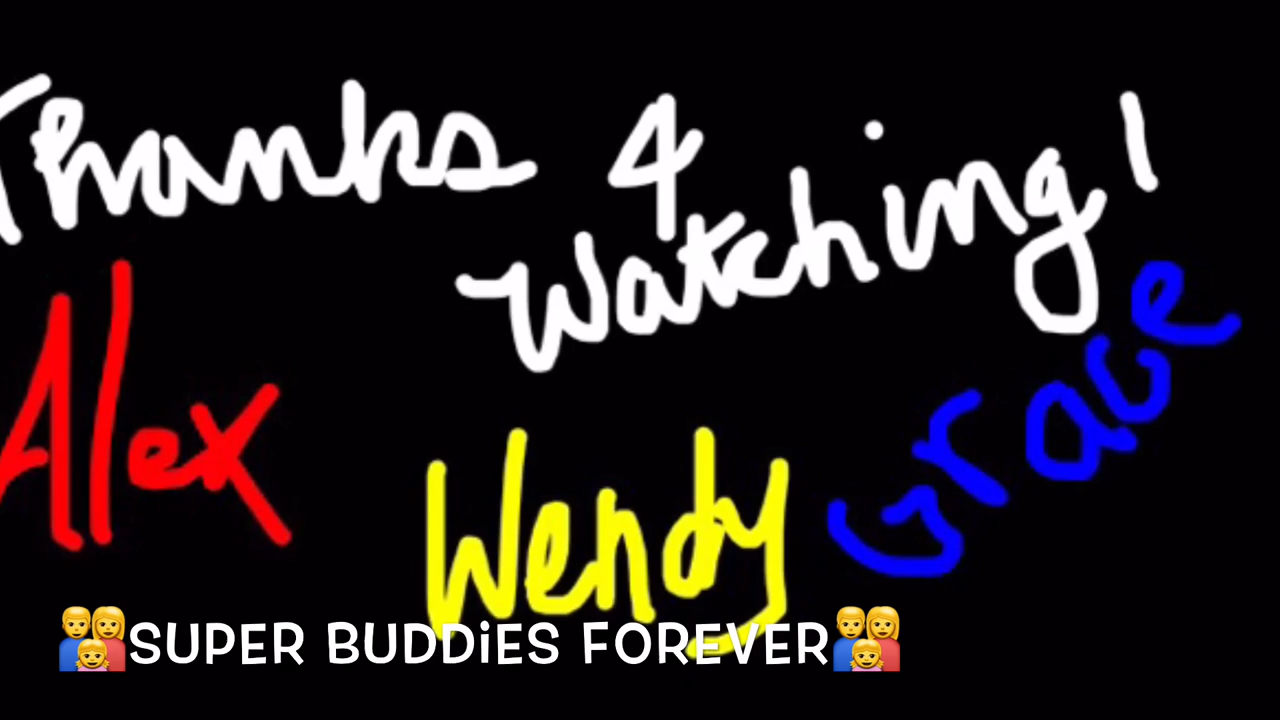 Thanks 4
watching!
Alex
Wendy
Grace
👨‍👩‍👧SUPER BUDDiES FOREVER👨‍👩‍👧